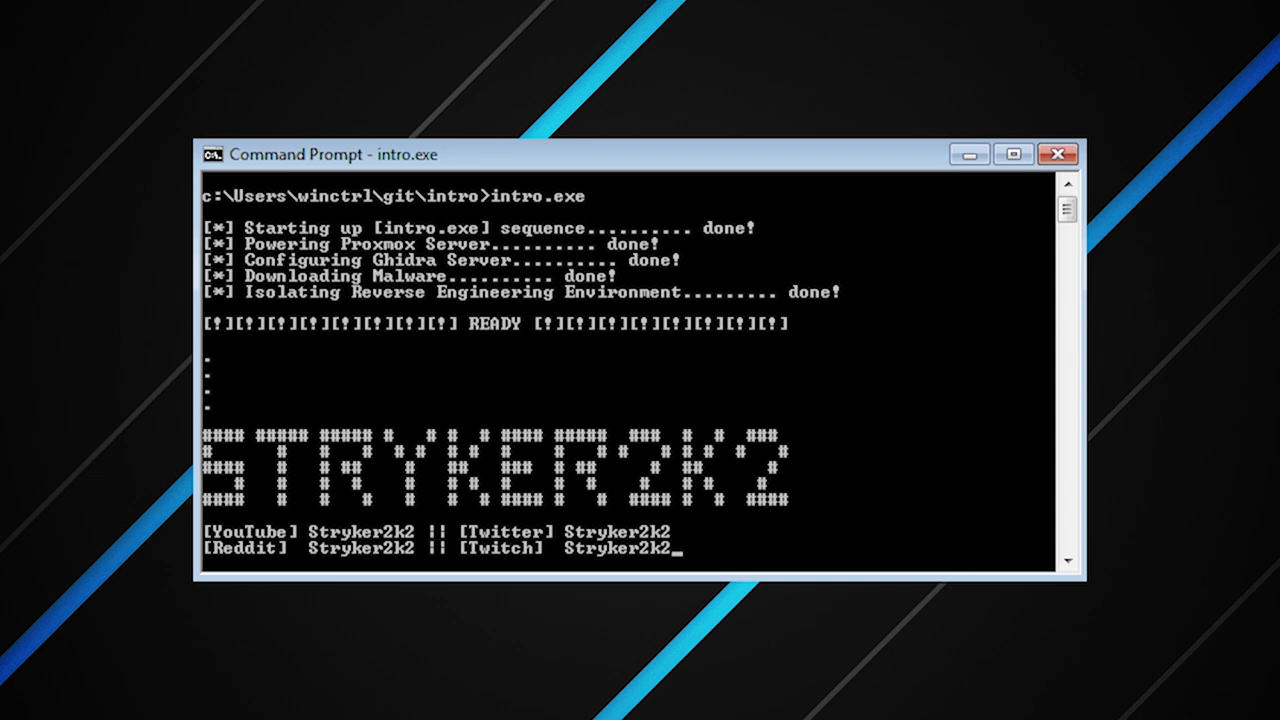 Command Prompt - intro.exe
c:\Users\winctrl\git\intro>intro.exe
[*] Starting up [intro.exe] sequence.......... done!
[*] Powering Proxmox Server.......... done!
[*] Configuring Ghidra Server.......... done!
[*] Downloading Malware.......... done!
[*] Isolating Reverse Engineering Environment......... done!
[!][!][!][!][!][!][!][!] READY [!][!][!][!][!][!][!][!]
.
.
.
.
STRYKER2K2
[YouTube] Stryker2k2 || [Twitter] Stryker2k2
[Reddit]  Stryker2k2 || [Twitch]  Stryker2k2_